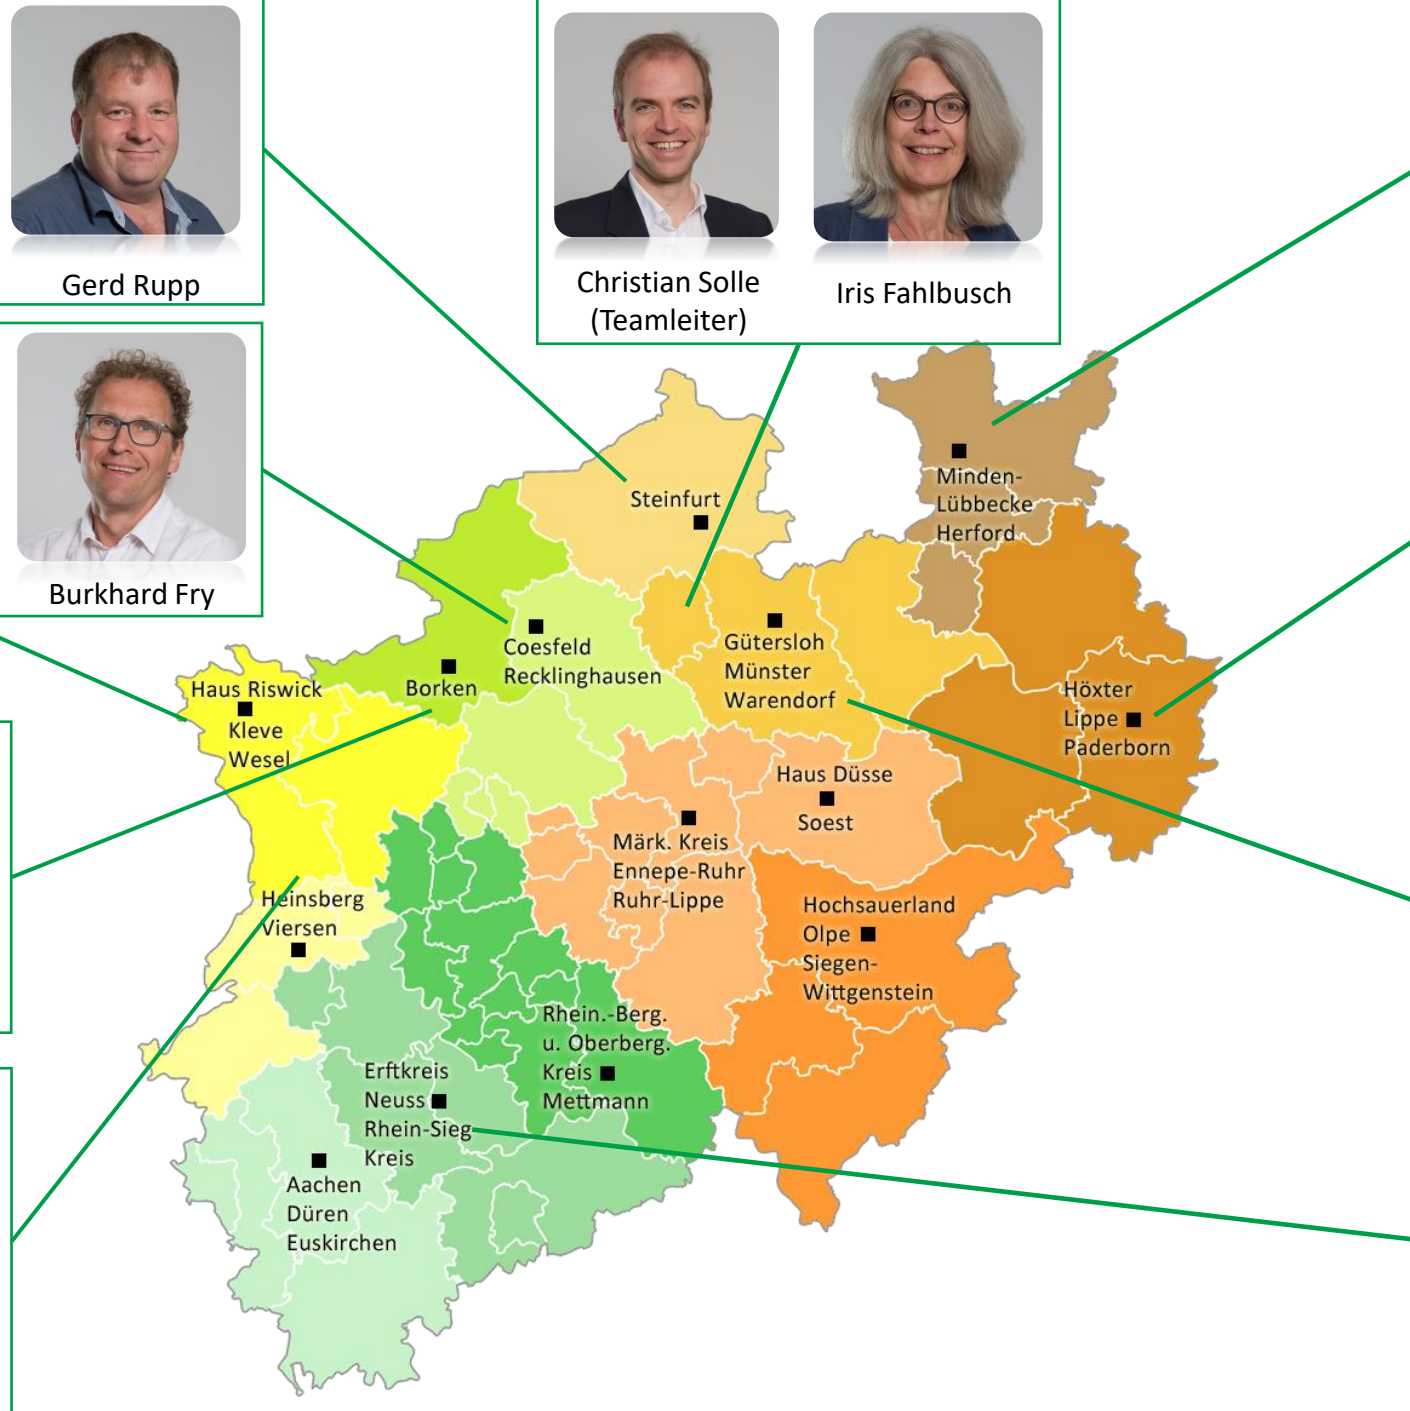 Gerd Rupp
Christian Solle
(Teamleiter)
Iris Fahlbusch
Burkhard Fry
Steinfurt
Minden-
Lübbecke
Herford
Coesfeld
Recklinghausen
Gütersloh
Münster
Warendorf
Borken
Haus Riswick
Kleve
Wesel
Höxter
Lippe
Paderborn
Haus Düsse
Soest
Märk. Kreis
Ennepe-Ruhr
Ruhr-Lippe
Heinsberg
Viersen
Hochsauerland
Olpe
Siegen-
Wittgenstein
Rhein.-Berg.
u. Oberberg.
Kreis
Mettmann
Erftkreis
Neuss
Rhein-Sieg
Kreis
Aachen
Düren
Euskirchen